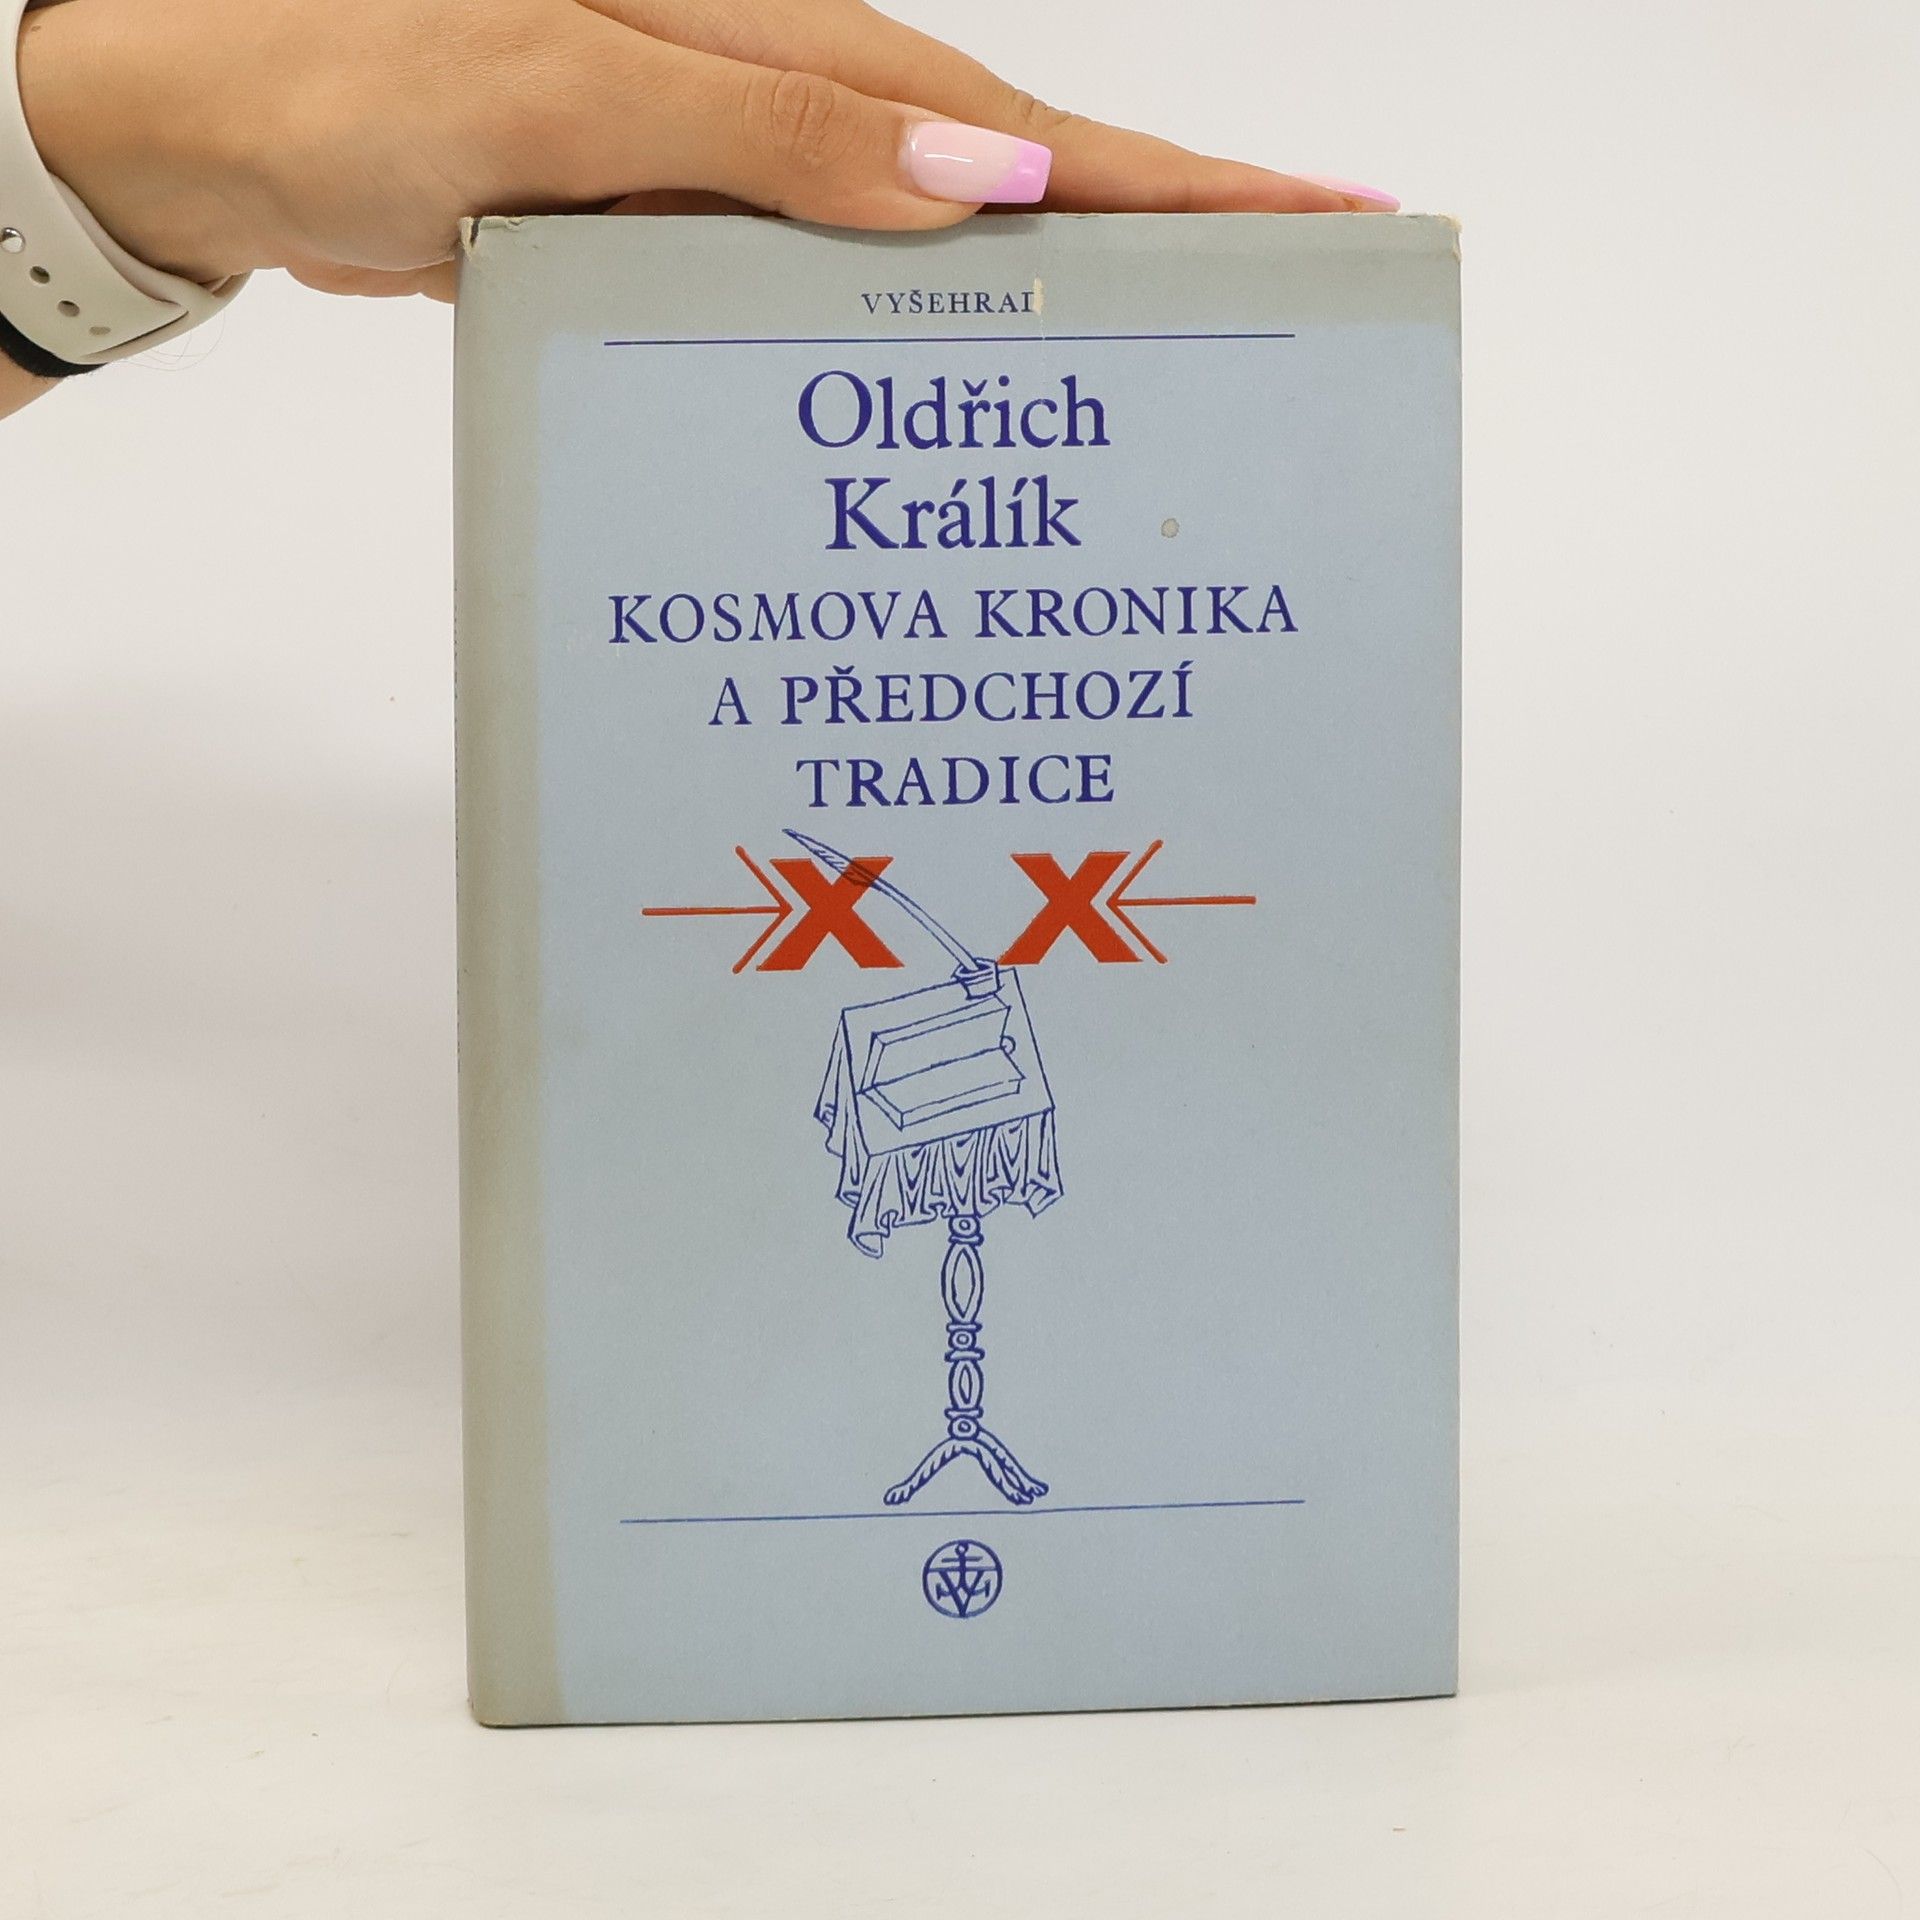 VYŠEHRAD
Oldřich
Králík
KOSMOVA KRONIKA
A PŘEDCHOZÍ
TRADICE